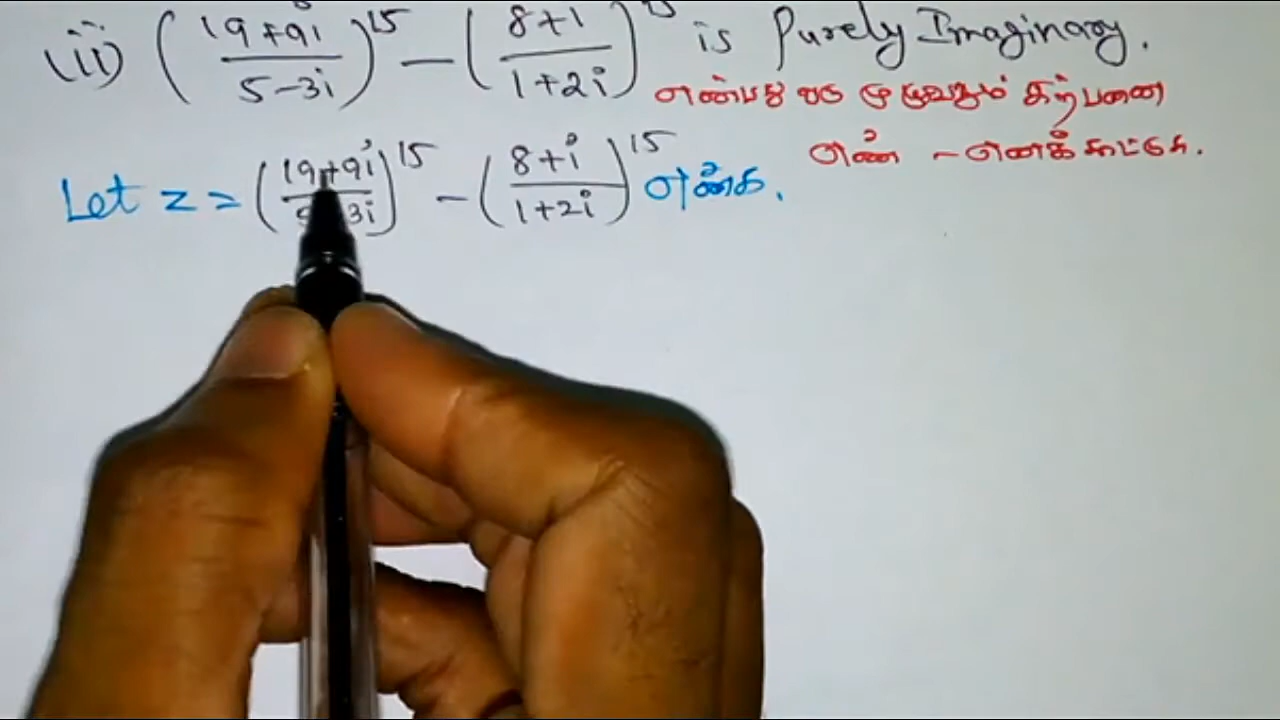 (ii) (19+9i / 5-3i)^15 - (8+i / 1+2i)^15 is Purely Imaginary.
என்பது ஒரு முழுவதும் கற்பனை
எண் - எனக் காட்டுக.
Let z = (19+9i / 5-3i)^15 - (8+i / 1+2i)^15 என்க.